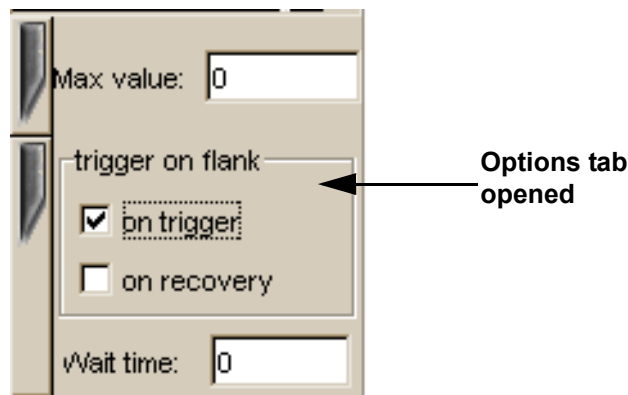 Max value: 0
trigger on flank
on trigger
on recovery
Wait time: 0
Options tab
opened